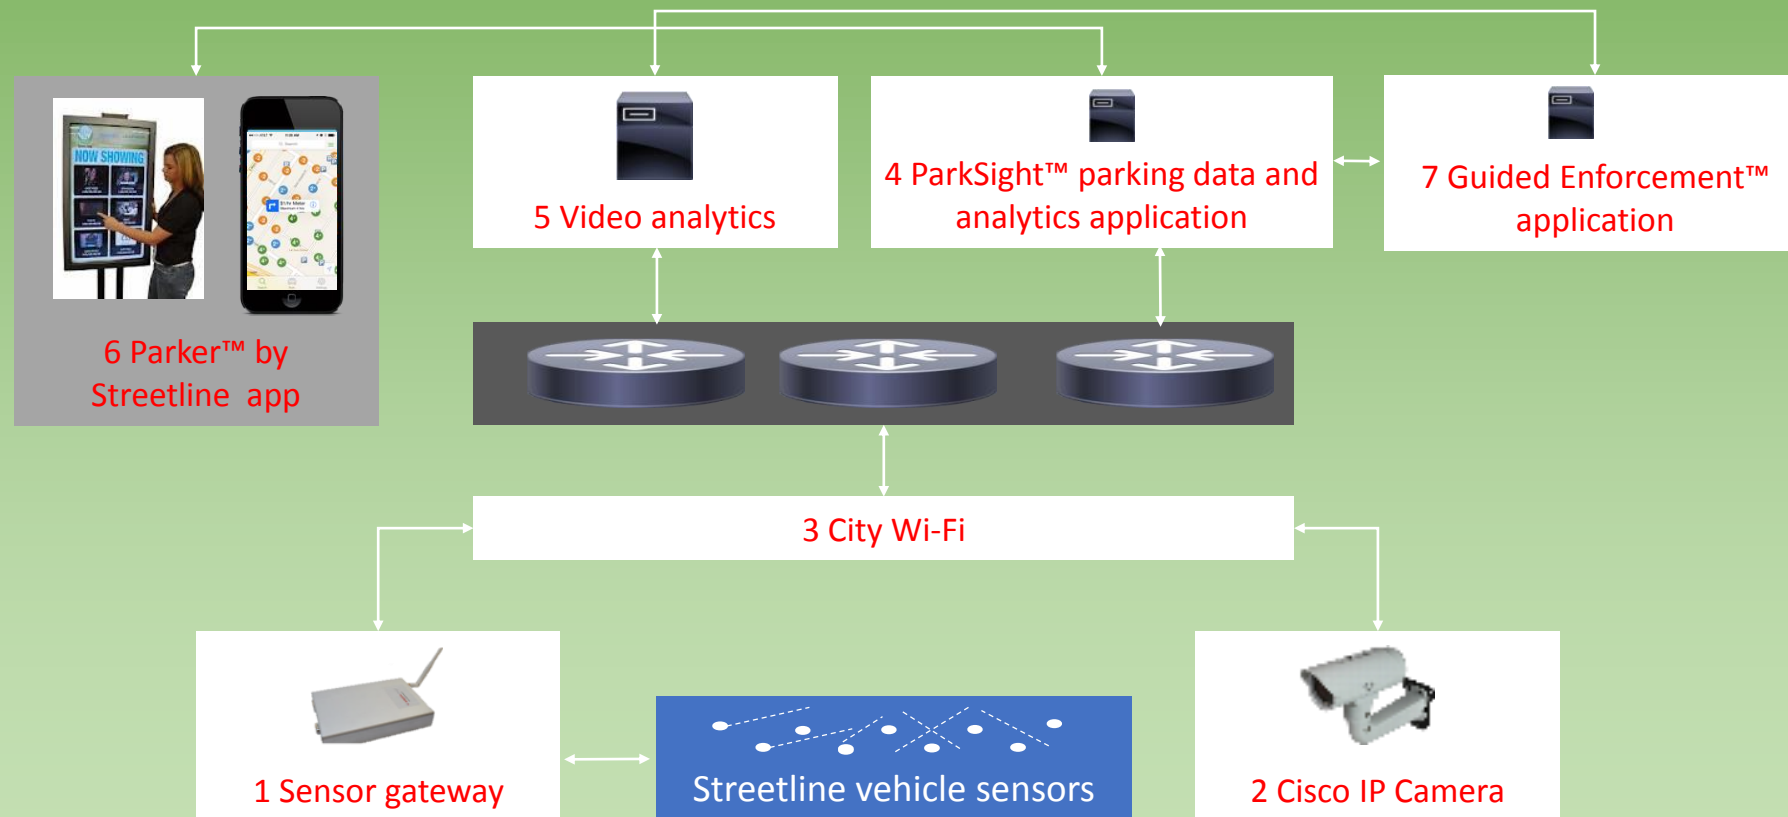 NOW SHOWING
5 Video analytics
4 ParkSight™ parking data and
analytics application
7 Guided Enforcement™
application
6 Parker™ by
Streetline app
3 City Wi-Fi
1 Sensor gateway
Streetline vehicle sensors
2 Cisco IP Camera